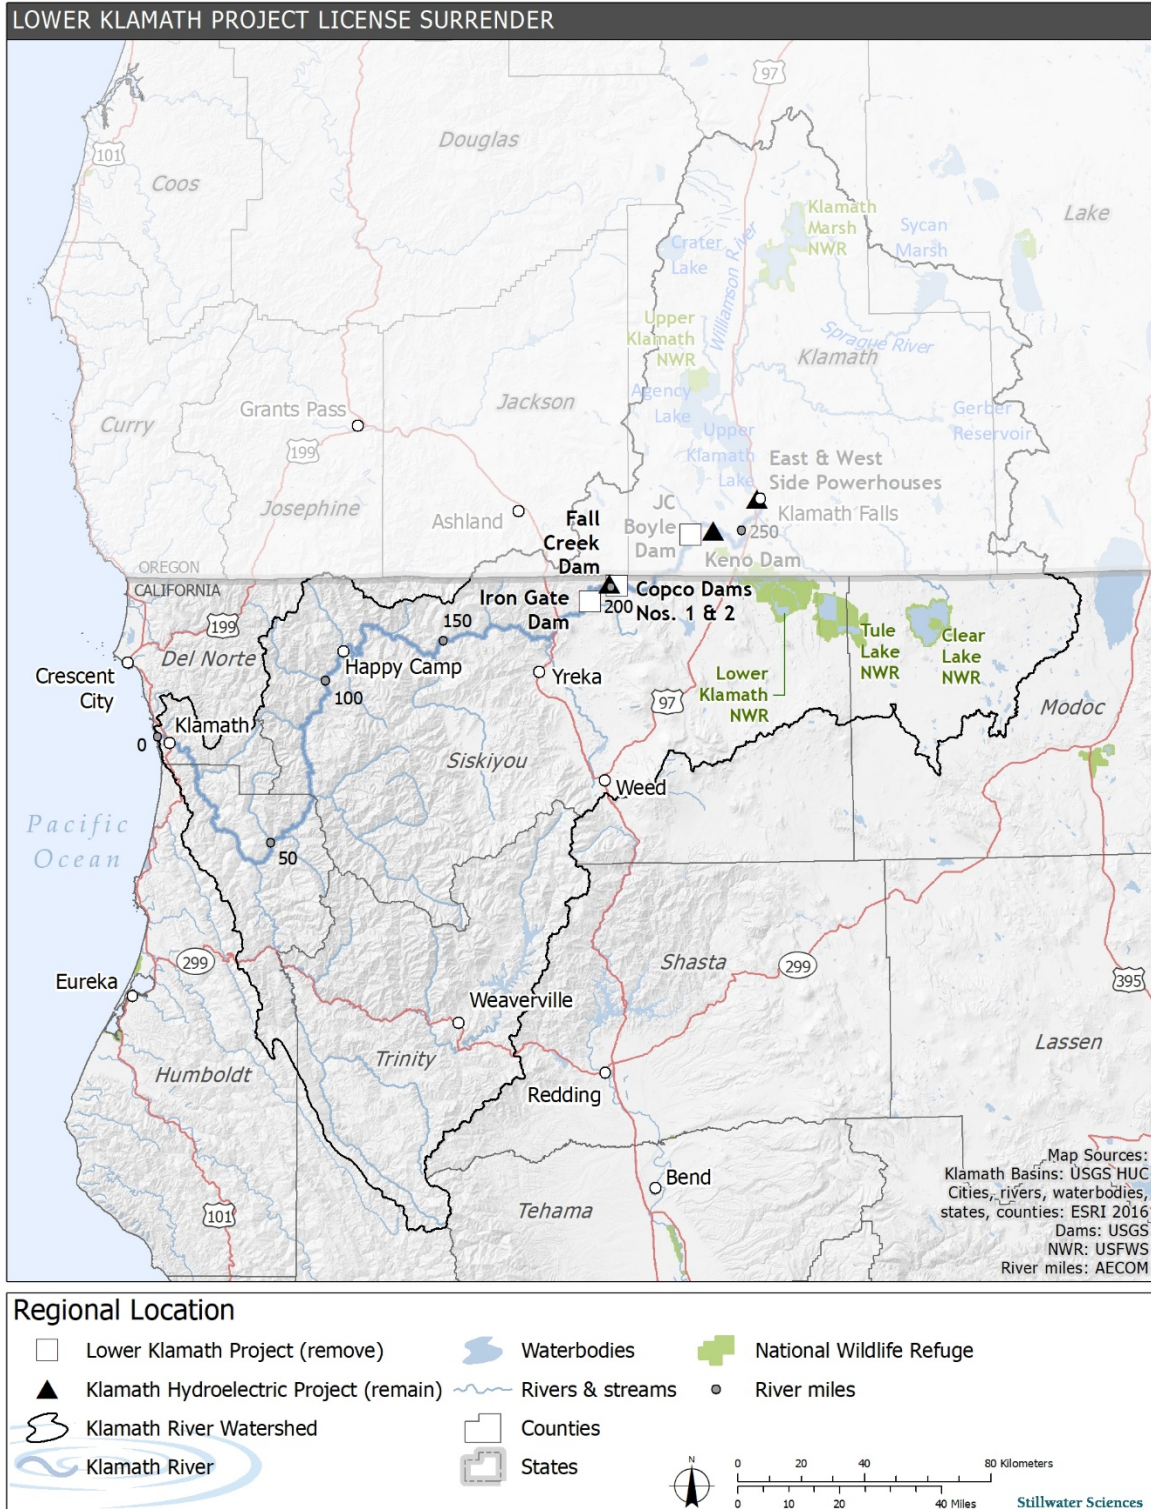 LOWER KLAMATH PROJECT LICENSE SURRENDER
97
Douglas
101
Coos
Klamath
Marsh
NWR
Sycan
Marsh
Lake
Crater
Lake
Williamson River
Upper
Klamath
NWR
Sprague River
Klamath
Agency
Lake
Jackson
Grants Pass
Curry
Gerber
Reservoir
199
Upper
Klamath
Lake
East & West
Side Powerhouses
Josephine
Ashland
JC
Boyle
Dam
Klamath Falls
Fall
Creek
Dam
250
Keno Dam
OREGON
CALIFORNIA
Iron Gate
Dam
200
Copco Dams
Nos. 1 & 2
199
150
Del Norte
Happy Camp
Tule
Lake
NWR
Clear
Lake
NWR
Crescent
City
Yreka
Lower
Klamath
NWR
100
97
Modoc
Klamath
0
Siskiyou
Weed
Pacific
Ocean
50
299
Shasta
299
Eureka
395
Weaverville
Lassen
Trinity
Humboldt
Redding
Bend
Tehama
101
Map Sources:
Klamath Basins: USGS HUC
Cities, rivers, waterbodies,
states, counties: ESRI 2016
Dams: USGS
NWR: USFWS
River miles: AECOM
Regional Location
Lower Klamath Project (remove)
Waterbodies
National Wildlife Refuge
Klamath Hydroelectric Project (remain)
Rivers & streams
River miles
Klamath River Watershed
Counties
Klamath River
States
N
0 20 40 80 Kilometers
0 10 20 40 Miles
Stillwater Sciences